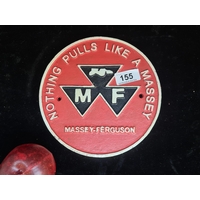 NOTHING PULLS LIKE A MASSEY
155
M F
MASSEY-FERGUSON